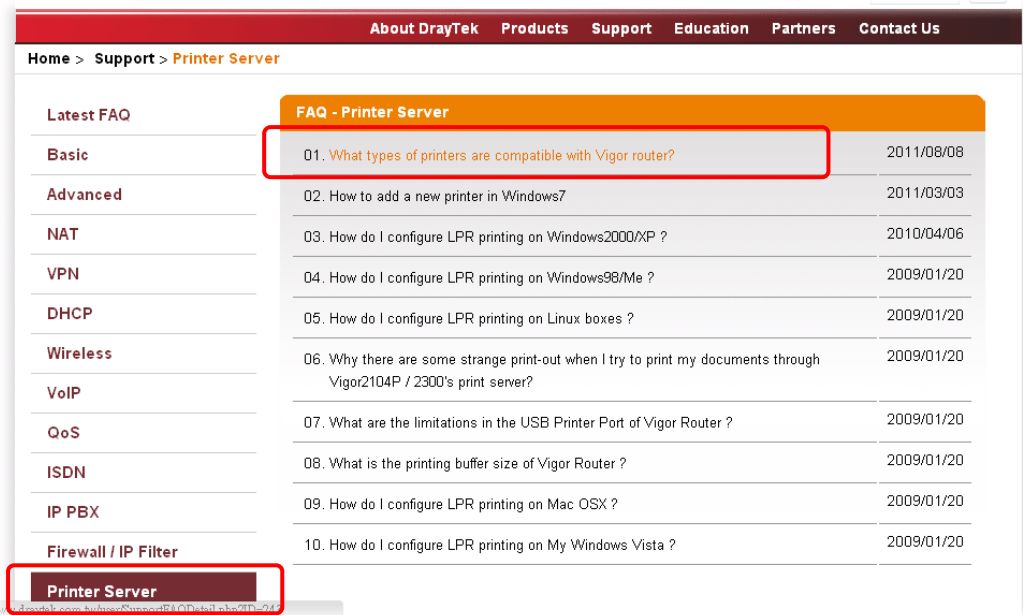 About DrayTek Products Support Education Partners Contact Us
Home > Support > Printer Server
Latest FAQ
Basic
Advanced
NAT
VPN
DHCP
Wireless
VoIP
QoS
ISDN
IP PBX
Firewall / IP Filter
Printer Server
FAQ - Printer Server
01. What types of printers are compatible with Vigor router? 2011/08/08
02. How to add a new printer in Windows7 2011/03/03
03. How do I configure LPR printing on Windows2000/XP ? 2010/04/06
04. How do I configure LPR printing on Windows98/Me ? 2009/01/20
05. How do I configure LPR printing on Linux boxes ? 2009/01/20
06. Why there are some strange print-out when I try to print my documents through 2009/01/20
Vigor2104P / 2300's print server?
07. What are the limitations in the USB Printer Port of Vigor Router ? 2009/01/20
08. What is the printing buffer size of Vigor Router ? 2009/01/20
09. How do I configure LPR printing on Mac OSX ? 2009/01/20
10. How do I configure LPR printing on My Windows Vista ? 2009/01/20